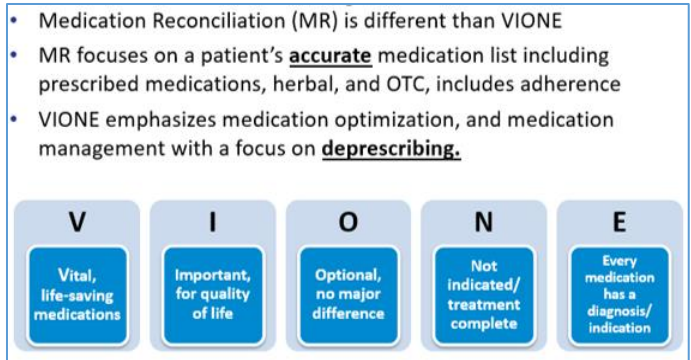 • Medication Reconciliation (MR) is different than VIONE
• MR focuses on a patient's accurate medication list including
prescribed medications, herbal, and OTC, includes adherence
• VIONE emphasizes medication optimization, and medication
management with a focus on deprescribing.
V
Vital,
life-saving
medications
I
Important,
for quality
of life
O
Optional,
no major
difference
N
Not
indicated/
treatment
complete
E
Every
medication
has a
diagnosis/
indication